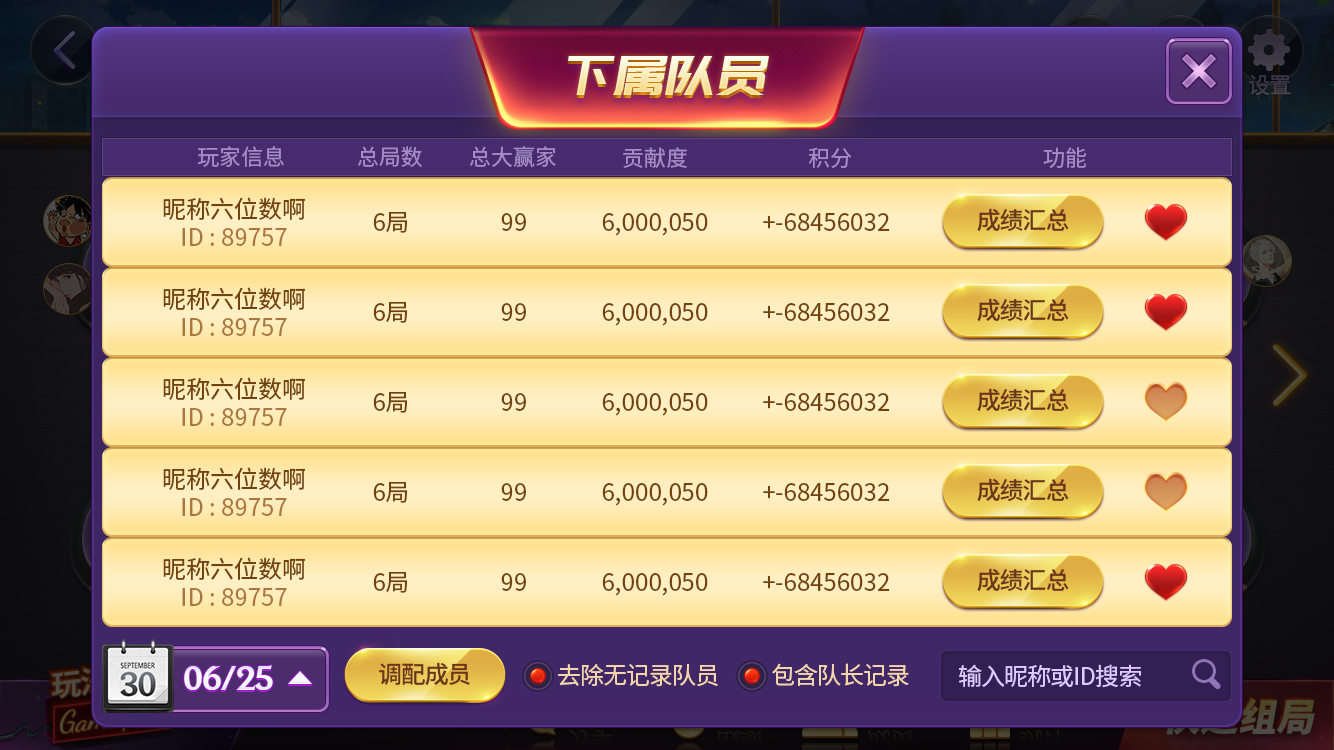 下属队员
设置
玩家信息 总局数 总大赢家 贡献度 积分 功能
昵称六位数啊
ID : 89757
6局 99 6,000,050 +-68456032 成绩汇总
昵称六位数啊
ID : 89757
6局 99 6,000,050 +-68456032 成绩汇总
昵称六位数啊
ID : 89757
6局 99 6,000,050 +-68456032 成绩汇总
昵称六位数啊
ID : 89757
6局 99 6,000,050 +-68456032 成绩汇总
昵称六位数啊
ID : 89757
6局 99 6,000,050 +-68456032 成绩汇总
SEPTEMBER
30
06/25 调配成员 去除无记录队员 包含队长记录 输入昵称或ID搜索
玩
组局